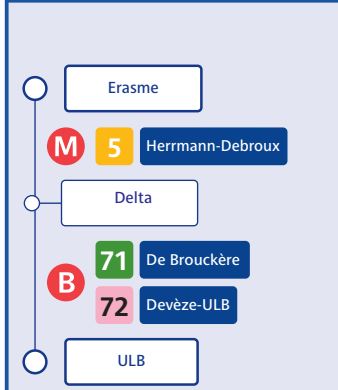 Erasme
M 5 Herrmann-Debroux
Delta
71 De Brouckère
B
72 Devèze-ULB
ULB